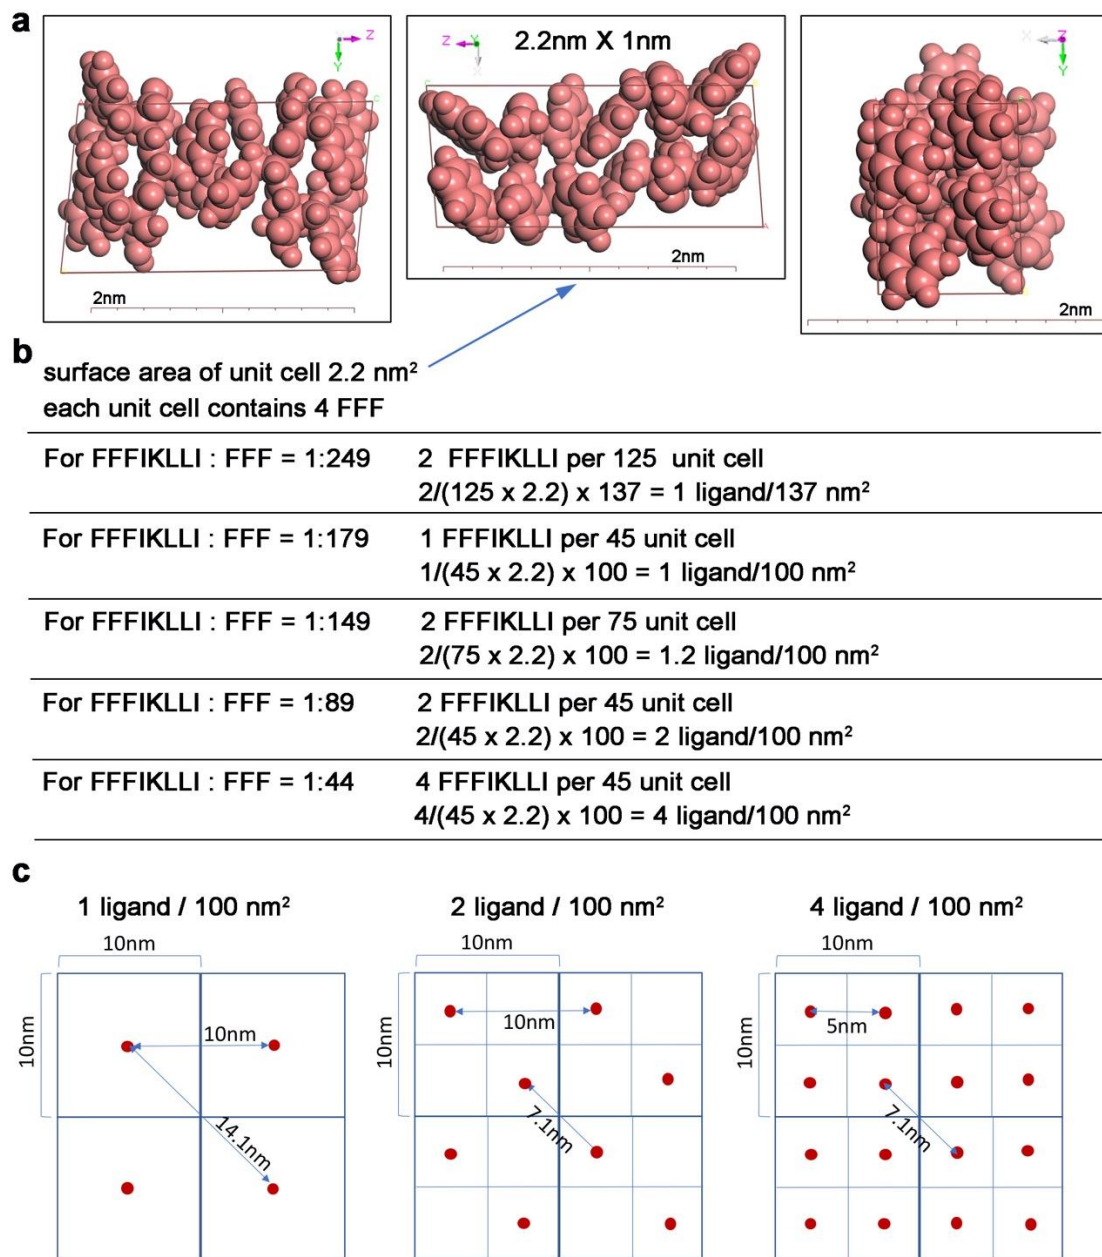 a
Z
Y
2nm
Z Y
X
2.2nm X 1nm
2nm
X Z
Y
2nm
b
surface area of unit cell 2.2 nm²
each unit cell contains 4 FFF
For FFFIKLLI : FFF = 1:249
2 FFFIKLLI per 125 unit cell
2/(125 x 2.2) x 137 = 1 ligand/137 nm²
For FFFIKLLI : FFF = 1:179
1 FFFIKLLI per 45 unit cell
1/(45 x 2.2) x 100 = 1 ligand/100 nm²
For FFFIKLLI : FFF = 1:149
2 FFFIKLLI per 75 unit cell
2/(75 x 2.2) x 100 = 1.2 ligand/100 nm²
For FFFIKLLI : FFF = 1:89
2 FFFIKLLI per 45 unit cell
2/(45 x 2.2) x 100 = 2 ligand/100 nm²
For FFFIKLLI : FFF = 1:44
4 FFFIKLLI per 45 unit cell
4/(45 x 2.2) x 100 = 4 ligand/100 nm²
c
1 ligand / 100 nm²
10nm
10nm
10nm
14.1nm
2 ligand / 100 nm²
10nm
10nm
10nm
7.1nm
4 ligand / 100 nm²
10nm
10nm
5nm
7.1nm